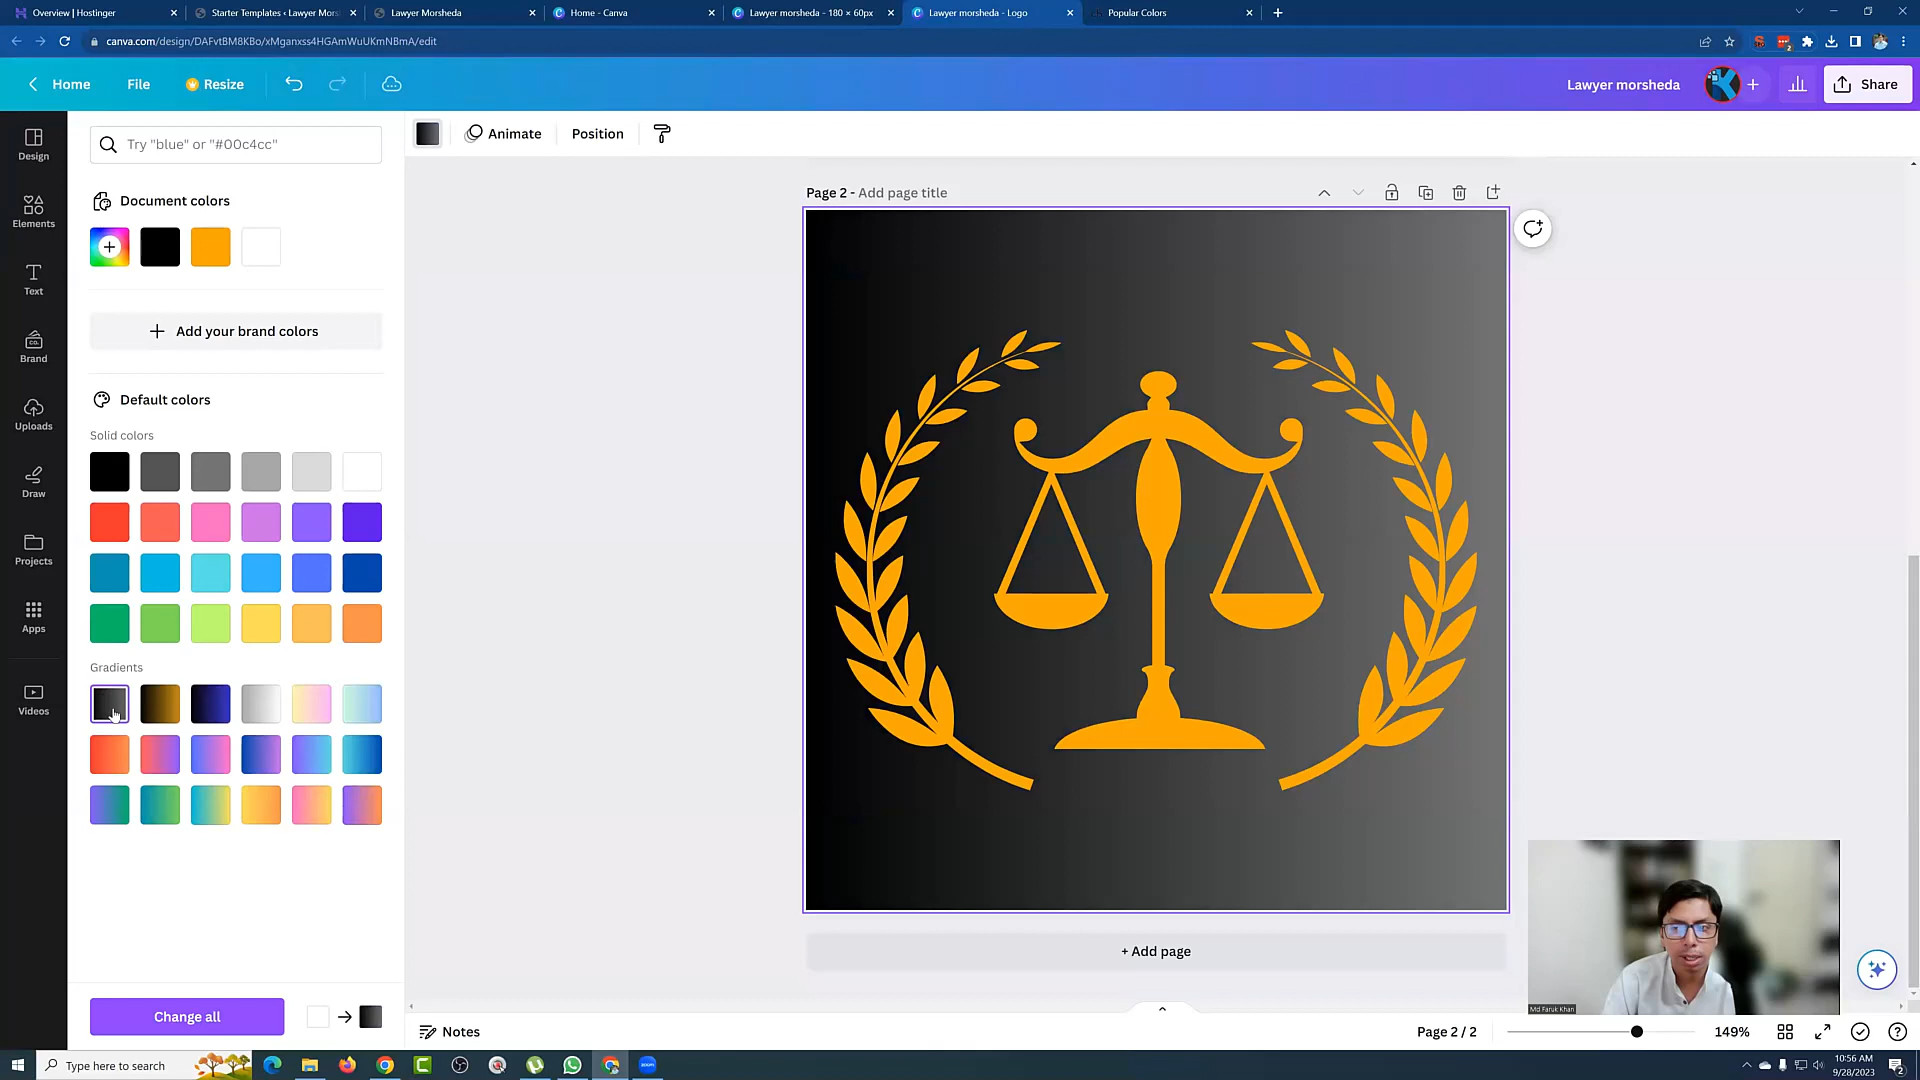 Overview | Hostinger
Starter Templates ‹ Lawyer Mors
Lawyer Morsheda
Home - Canva
Lawyer morsheda - 180 × 60px
Lawyer morsheda - Logo
Popular Colors
canva.com/design/DAFvtBM8KBo/xMganxss4HGAmWuUKmNBmA/edit
Home
File
Resize
Lawyer morsheda
Share
Try "blue" or "#00c4cc"
Animate
Position
Design
Elements
Text
Brand
Uploads
Draw
Projects
Apps
Videos
Document colors
Add your brand colors
Default colors
Solid colors
Gradients
Change all
Page 2 - Add page title
+ Add page
Md Faruk Khan
Notes
Page 2 / 2
149%
Type here to search
10:56 AM
9/28/2023